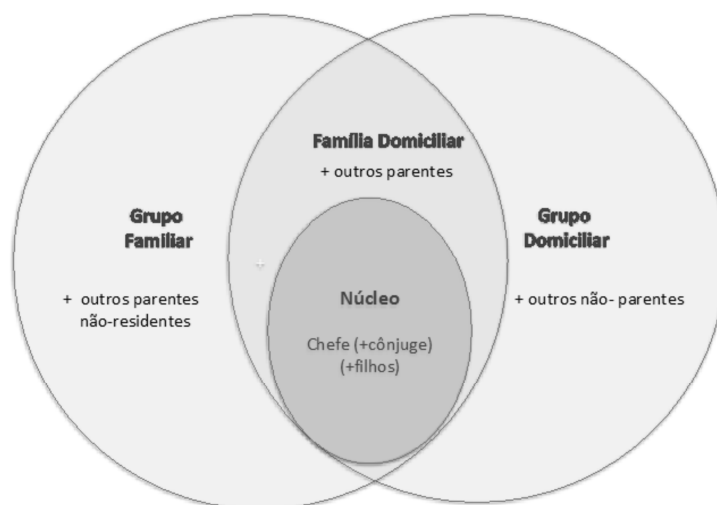 Família Domiciliar
+ outros parentes
Grupo
Familiar
+ outros parentes
não-residentes
Grupo
Domiciliar
+ outros não- parentes
Núcleo
Chefe (+cônjuge)
(+filhos)